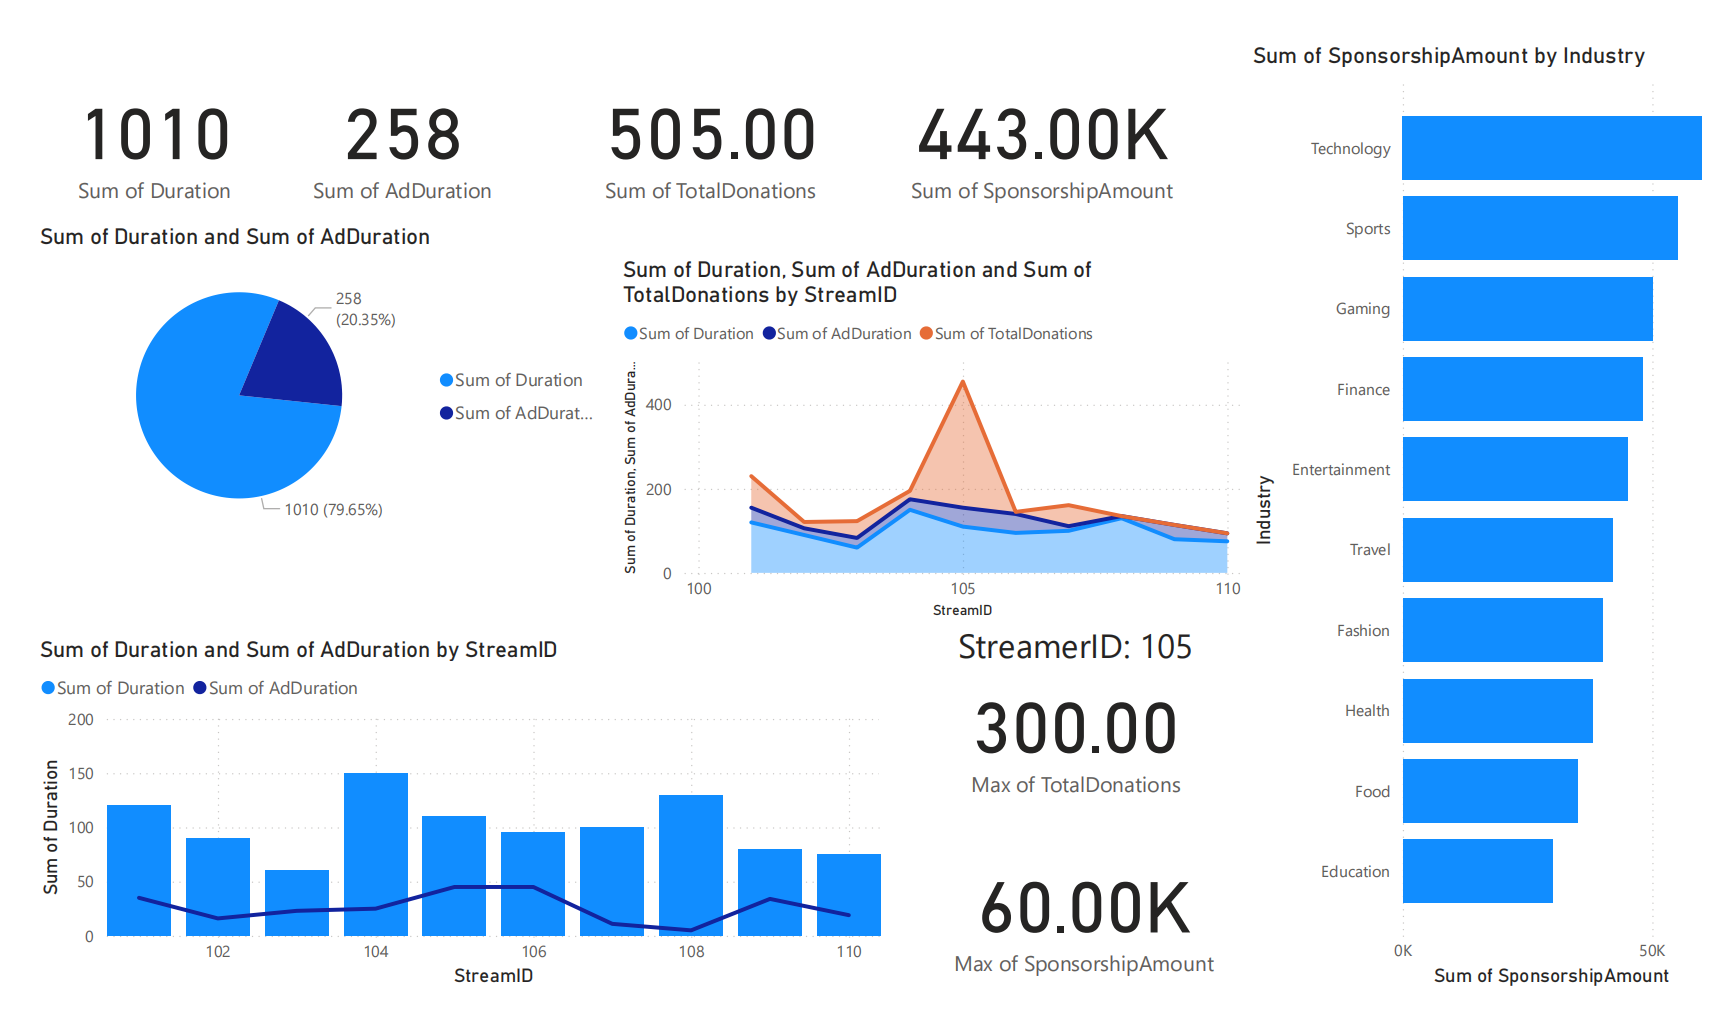 1010
Sum of Duration
258
Sum of AdDuration
505.00
Sum of TotalDonations
443.00K
Sum of SponsorshipAmount
Sum of Duration and Sum of AdDuration
258
(20.35%)
1010 (79.65%)
Sum of Duration
Sum of AdDurat...
Sum of Duration, Sum of AdDuration and Sum of
TotalDonations by StreamID
Sum of Duration Sum of AdDuration Sum of TotalDonations
Sum of Duration, Sum of AdDura...
400
200
0
100 105 110
StreamID
Sum of Duration and Sum of AdDuration by StreamID
Sum of Duration Sum of AdDuration
Sum of Duration
200
150
100
50
0
102 104 106 108 110
StreamID
StreamerID: 105
300.00
Max of TotalDonations
60.00K
Max of SponsorshipAmount
Sum of SponsorshipAmount by Industry
Industry
Technology
Sports
Gaming
Finance
Entertainment
Travel
Fashion
Health
Food
Education
0K 50K
Sum of SponsorshipAmount